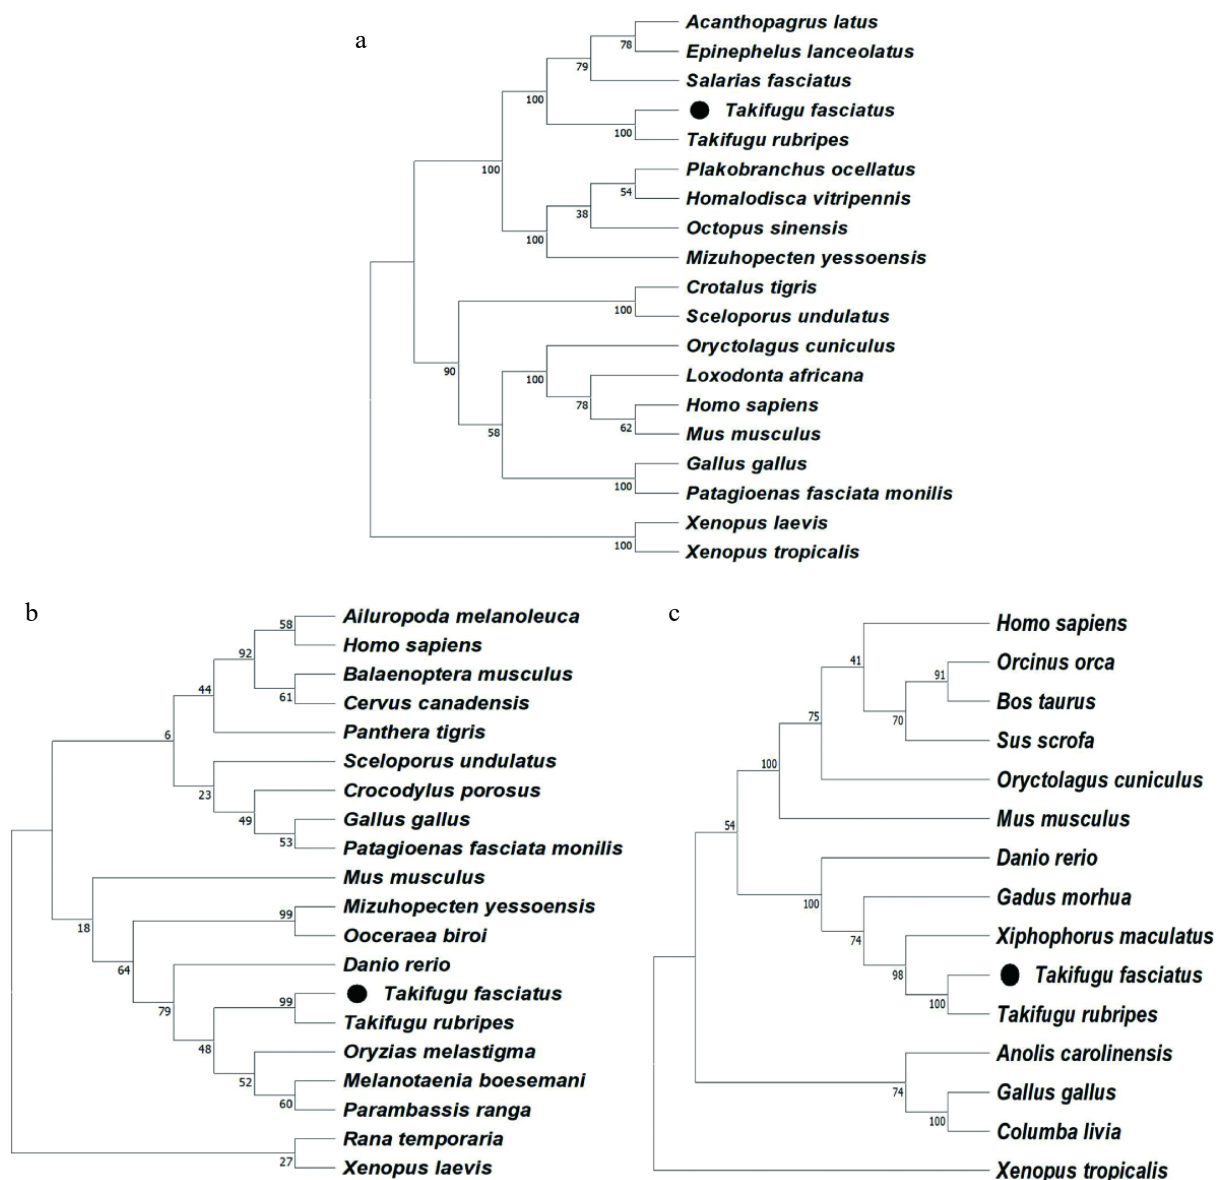 a
Acanthopagrus latus
78
Epinephelus lanceolatus
79
Salarias fasciatus
100
Takifugu fasciatus
100
Takifugu rubripes
100
Plakobranchus ocellatus
54
Homalodisca vitripennis
38
Octopus sinensis
100
Mizuhopecten yessoensis
Crotalus tigris
100
Sceloporus undulatus
90
Oryctolagus cuniculus
100
Loxodonta africana
78
Homo sapiens
62
Mus musculus
58
Gallus gallus
100
Patagioenas fasciata monilis
Xenopus laevis
100
Xenopus tropicalis
b
Ailuropoda melanoleuca
58
Homo sapiens
92
Balaenoptera musculus
44
61
Cervus canadensis
Panthera tigris
6
Sceloporus undulatus
23
Crocodylus porosus
49
Gallus gallus
53
Patagioenas fasciata monilis
Mus musculus
18
Mizuhopecten yessoensis
99
Ooceraea biroi
64
Danio rerio
79
Takifugu fasciatus
99
Takifugu rubripes
48
Oryzias melastigma
52
Melanotaenia boesemani
60
Parambassis ranga
Rana temporaria
27
Xenopus laevis
c
Homo sapiens
41
Orcinus orca
91
Bos taurus
75
70
Sus scrofa
100
Oryctolagus cuniculus
Mus musculus
54
Danio rerio
100
Gadus morhua
74
Xiphophorus maculatus
98
Takifugu fasciatus
100
Takifugu rubripes
Anolis carolinensis
74
Gallus gallus
100
Columba livia
Xenopus tropicalis